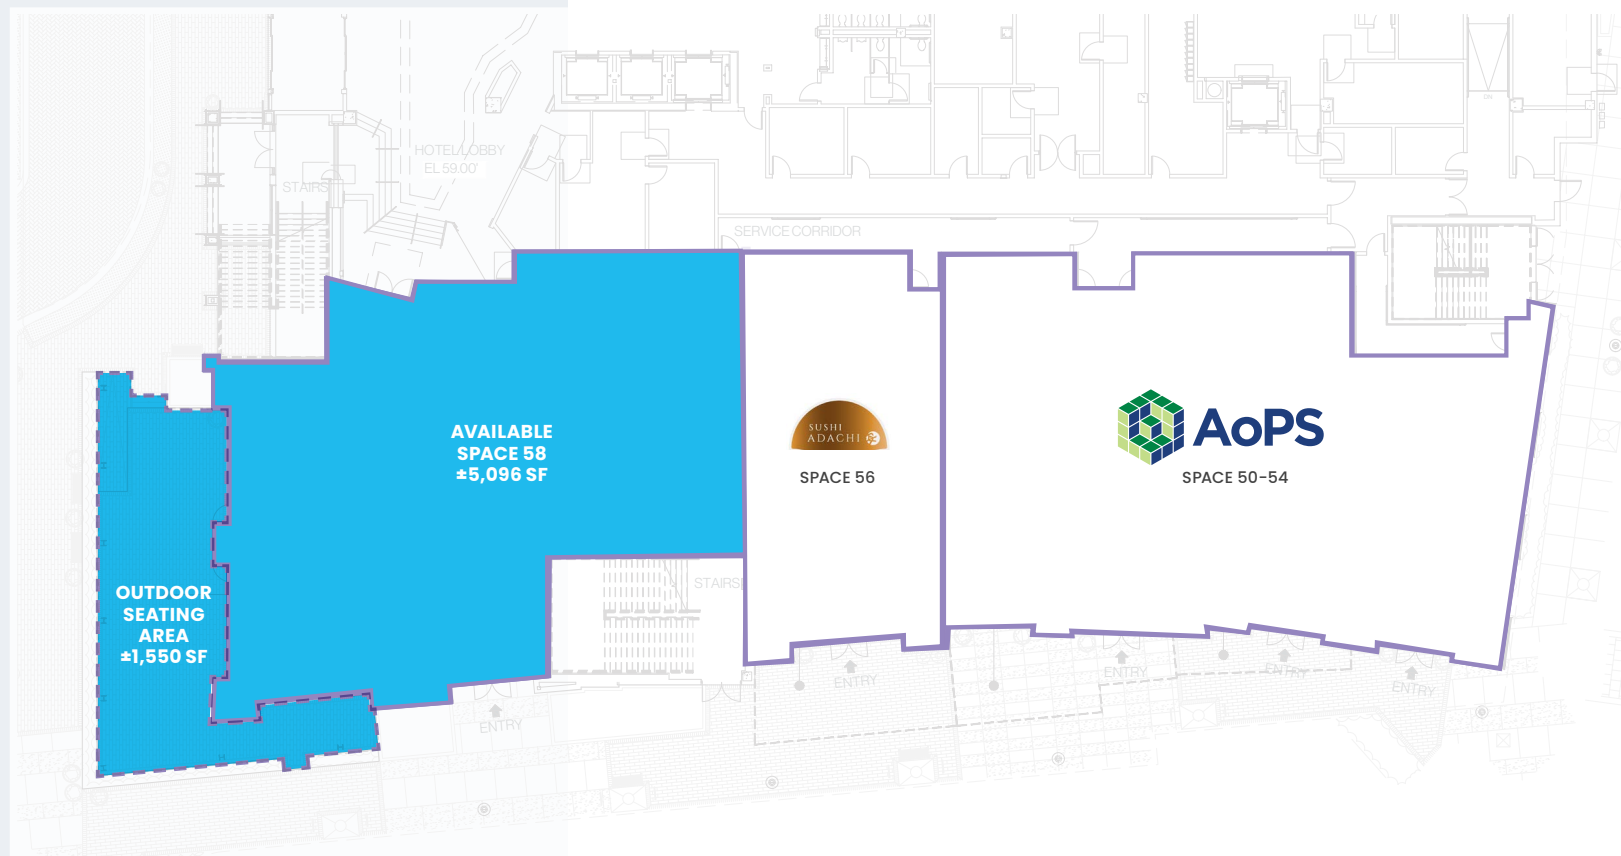 HOTEL LOBBY
EL 59.00'
STAIRS
SERVICE CORRIDOR
AVAILABLE
SPACE 58
±5,096 SF
SUSHI
ADACHI
SPACE 56
AoPS
SPACE 50-54
OUTDOOR
SEATING
AREA
±1,550 SF
STAIRS
ENTRY
ENTRY
ENTRY
ENTRY
ENTRY